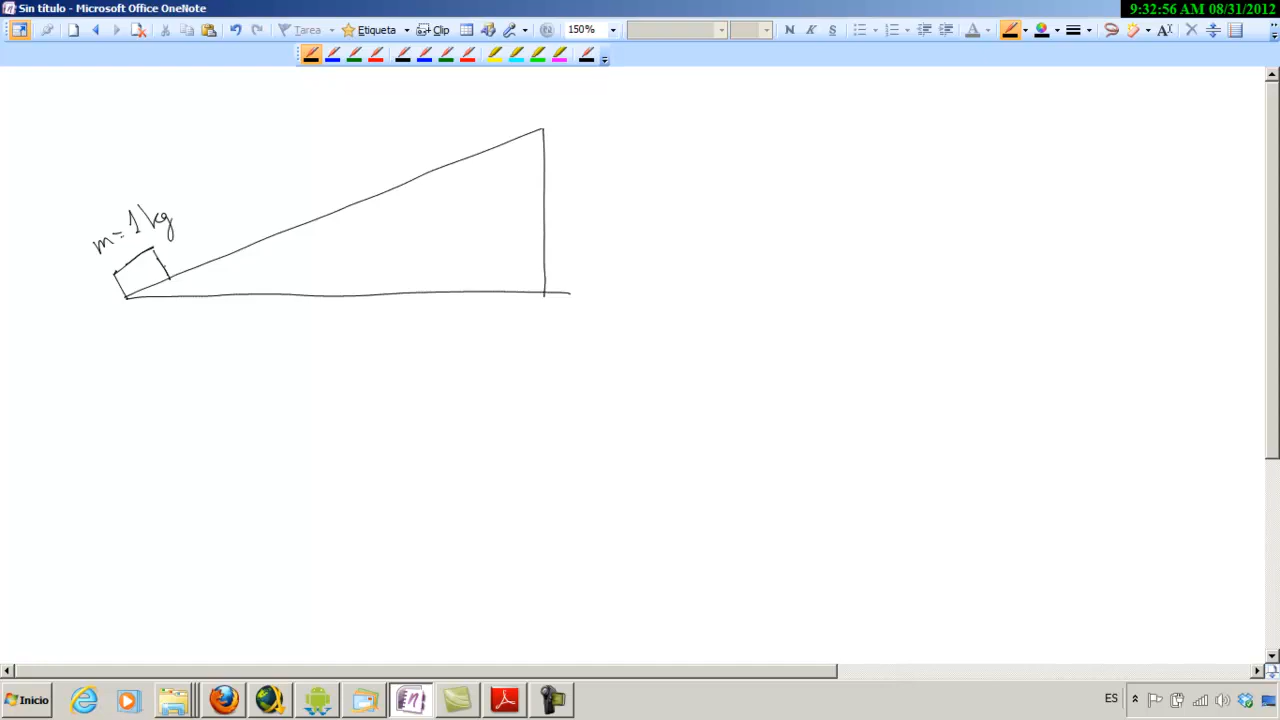 Sin título - Microsoft Office OneNote
9:32:56 AM 08/31/2012
Tarea Etiqueta Clip 150% N K S A
m=1kg
Inicio
ES